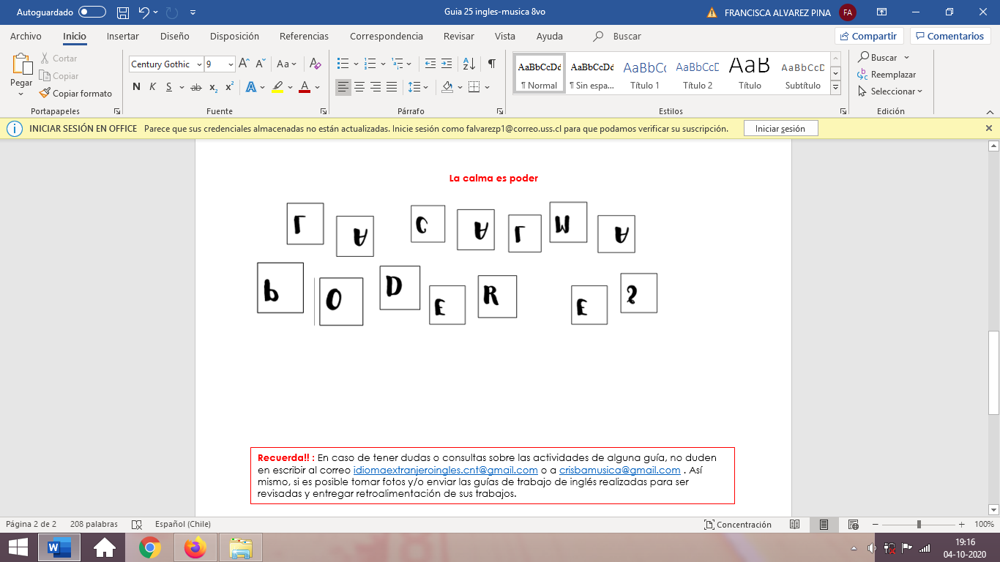 Autoguardado
Guia 25 ingles-musica 8vo
FRANCISCA ALVAREZ PINA
FA
Archivo Inicio Insertar Diseño Disposición Referencias Correspondencia Revisar Vista Ayuda Buscar
Compartir Comentarios
Pegar
Cortar
Copiar
Copiar formato
Portapapeles
Century Gothic 9
Aa
N K S ab x₂ x²
Fuente
Párrafo
AaBbCcDd AaBbCcDd AaBbCc AaBbCcD AaB AaBbCcD
¶ Normal ¶ Sin espa... Título 1 Título 2 Título Subtítulo
Estilos
Buscar
Reemplazar
Seleccionar
Edición
INICIAR SESIÓN EN OFFICE Parece que sus credenciales almacenadas no están actualizadas. Inicie sesión como falvarezp1@correo.uss.cl para que podamos verificar su suscripción. Iniciar sesión
La calma es poder
L A C A L M A
P O D E R E S
Recuerda!! : En caso de tener dudas o consultas sobre las actividades de alguna guía, no duden
en escribir al correo idiomaextranjeroingles.cnt@gmail.com o a crisbamusica@gmail.com . Así
mismo, si es posible tomar fotos y/o enviar las guías de trabajo de inglés realizadas para ser
revisadas y entregar retroalimentación de sus trabajos.
Página 2 de 2 208 palabras Español (Chile) Concentración 100%
19:16
04-10-2020